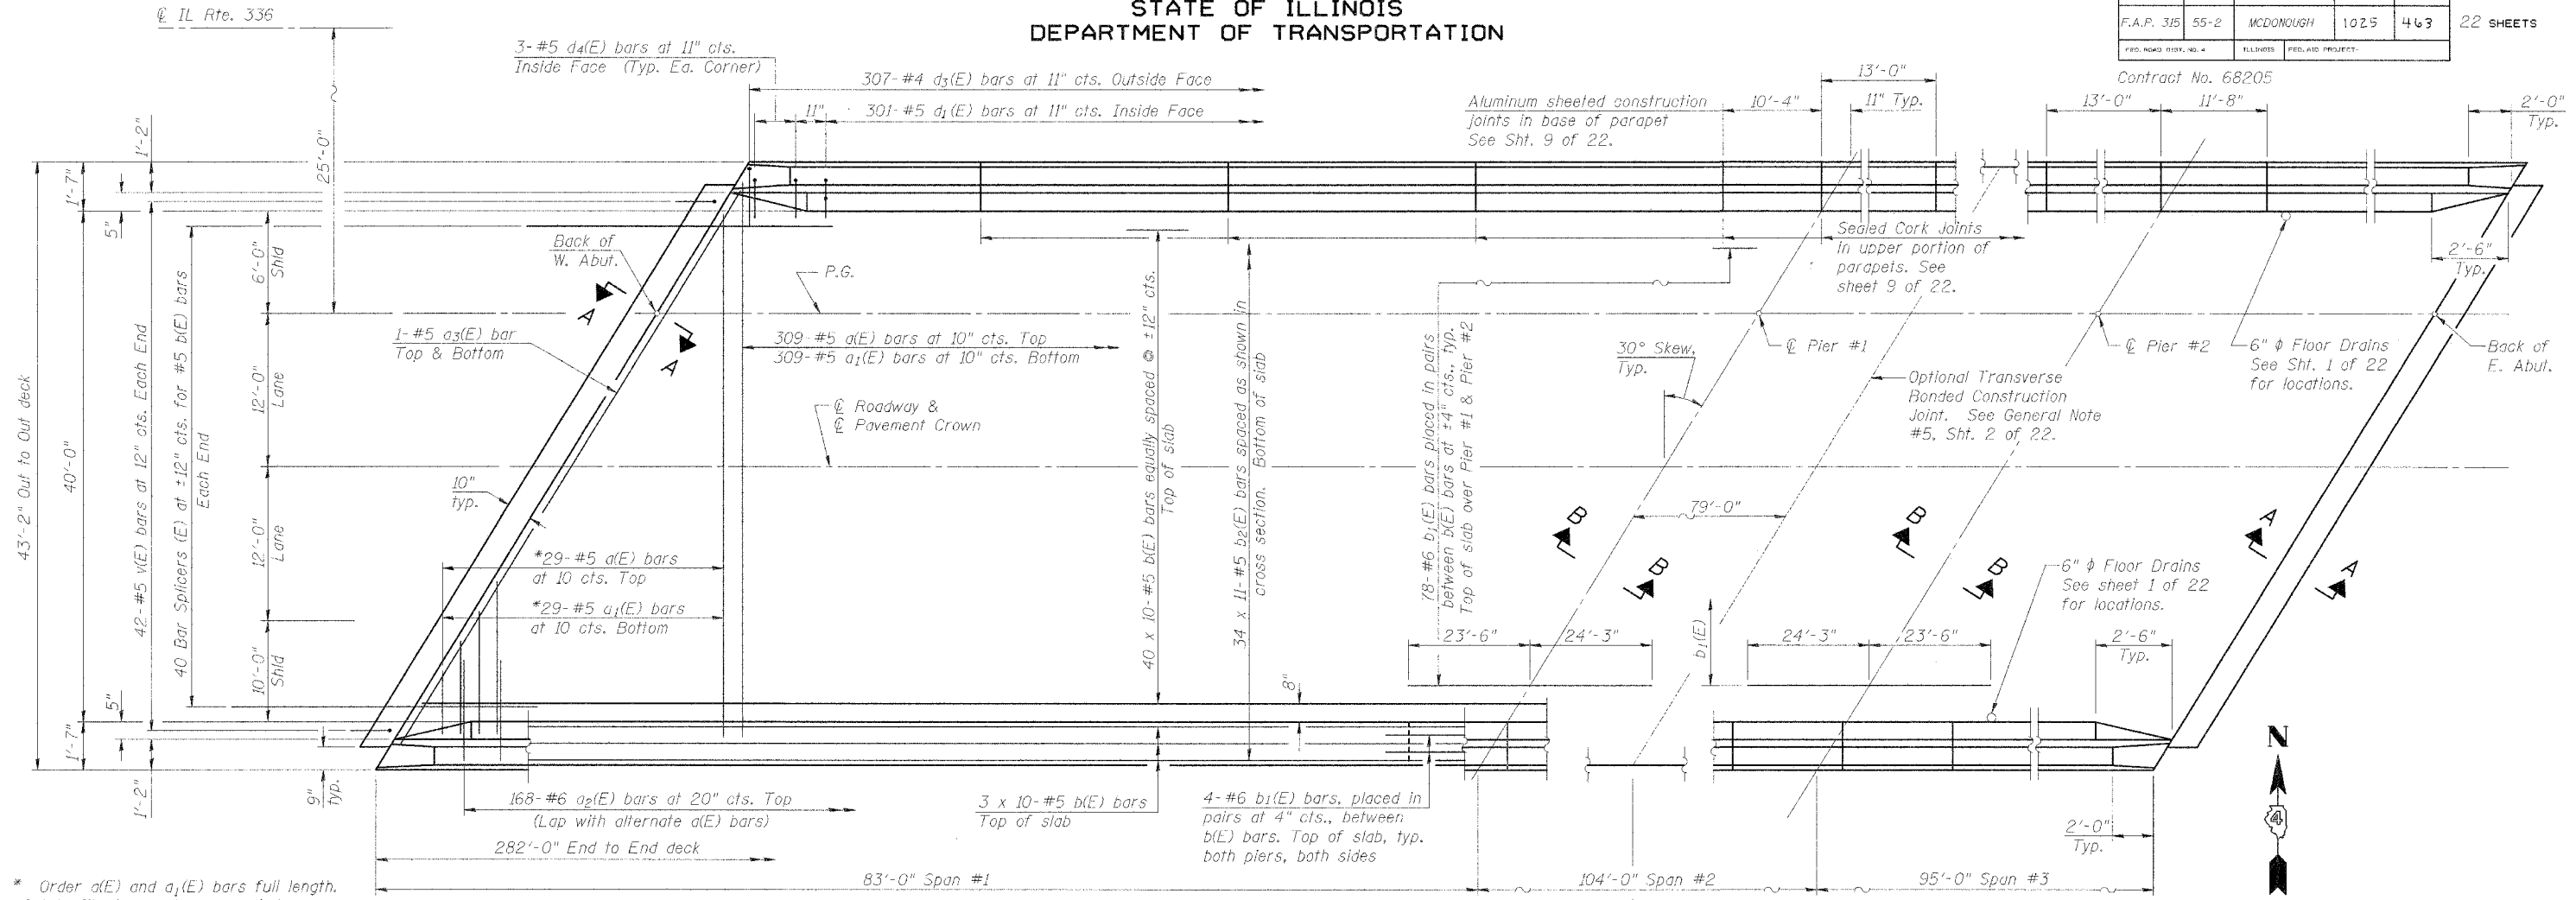 STATE OF ILLINOIS
DEPARTMENT OF TRANSPORTATION
F.A.P. 315 55-2 MCDONOUGH 1025 463
22 SHEETS
FED. ROAD DIST. NO. 4 ILLINOIS FED. AID PROJECT-
Contract No. 68205
℄ IL Rte. 336
3-#5 d4(E) bars at 11" cts.
Inside Face (Typ. Ea. Corner)
307-#4 d3(E) bars at 11" cts. Outside Face
11"
301-#5 d1(E) bars at 11" cts. Inside Face
Aluminum sheeted construction
joints in base of parapet
See Sht. 9 of 22.
10'-4"
13'-0"
11" Typ.
13'-0"
11'-8"
2'-0"
Typ.
1'-2"
1'-7"
5"
25'-0"
6'-0"
Shld
Back of
W. Abut.
P.G.
Sealed Cork Joints
in upper portion of
parapets. See
sheet 9 of 22.
2'-6"
Typ.
A
A
1-#5 a3(E) bar
Top & Bottom
309-#5 a(E) bars at 10" cts. Top
309-#5 a1(E) bars at 10" cts. Bottom
30° Skew,
Typ.
℄ Pier #1
℄ Pier #2
6" ϕ Floor Drains
See Sht. 1 of 22
for locations.
Back of
E. Abut.
Optional Transverse
Bonded Construction
Joint. See General Note
#5, Sht. 2 of 22.
℄ Roadway &
℄ Pavement Crown
43'-2" Out to Out deck
40'-0"
42-#5 v(E) bars at 12" cts. Each End
40 Bar Splicers (E) at ±12" cts. for #5 b(E) bars
Each End
12'-0"
Lane
12'-0"
Lane
10'-0"
Shld
10"
typ.
*29-#5 a(E) bars
at 10 cts. Top
*29-#5 a1(E) bars
at 10 cts. Bottom
40 x 10-#5 b(E) bars equally spaced @ ±12" cts.
Top of slab
34 x 11-#5 b2(E) bars spaced as shown in
cross section. Bottom of slab
78-#6 b1(E) bars placed in pairs
between b(E) bars at ±4" cts., typ.
Top of slab over Pier #1 & Pier #2
79'-0"
B
B
B
B
A
A
6" ϕ Floor Drains
See sheet 1 of 22
for locations.
23'-6"
24'-3"
b1(E)
24'-3"
23'-6"
2'-6"
Typ.
8"
5"
1'-7"
1'-2"
9"
typ.
168-#6 a2(E) bars at 20" cts. Top
(Lap with alternate a(E) bars)
3 x 10-#5 b(E) bars
Top of slab
4-#6 b1(E) bars, placed in
pairs at 4" cts., between
b(E) bars. Top of slab, typ.
both piers, both sides
2'-0"
Typ.
N
4
282'-0" End to End deck
83'-0" Span #1
104'-0" Span #2
95'-0" Span #3
* Order a(E) and a1(E) bars full length.